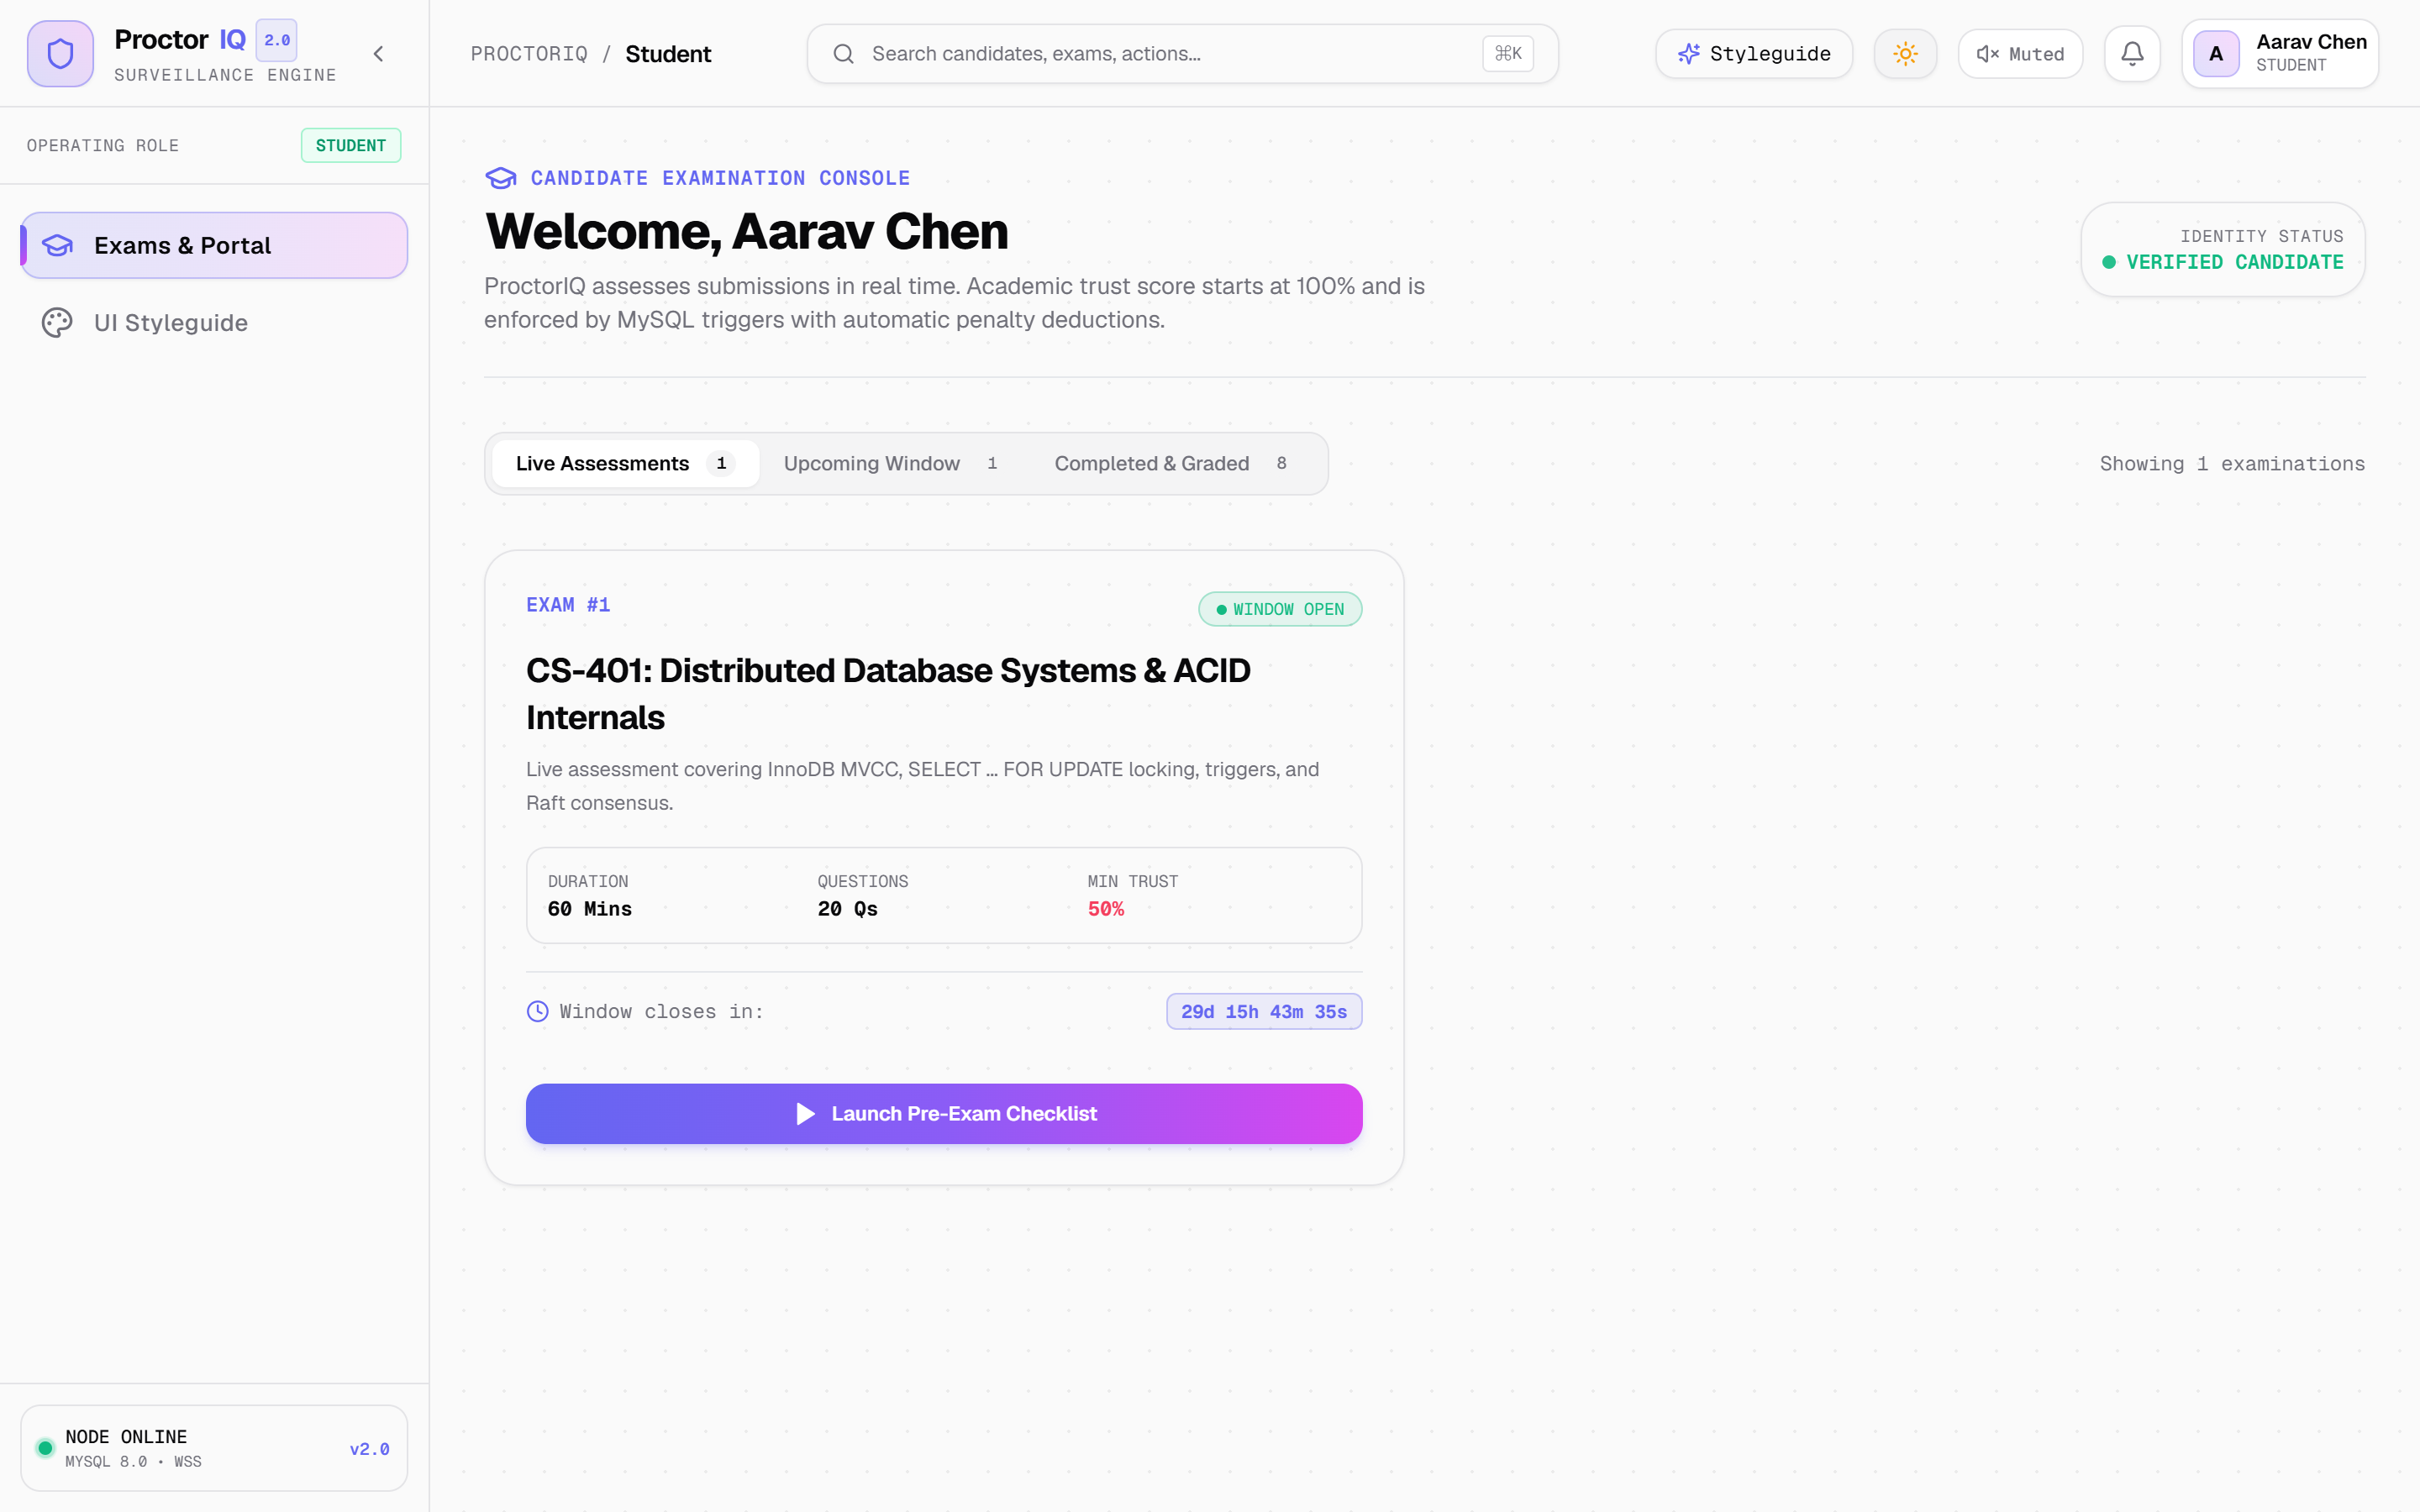 Proctor IQ 2.0
SURVEILLANCE ENGINE
PROCTORIQ / Student
Search candidates, exams, actions...
⌘K
Styleguide
Muted
A
Aarav Chen
STUDENT
OPERATING ROLE
STUDENT
Exams & Portal
UI Styleguide
CANDIDATE EXAMINATION CONSOLE
Welcome, Aarav Chen
ProctorIQ assesses submissions in real time. Academic trust score starts at 100% and is
enforced by MySQL triggers with automatic penalty deductions.
IDENTITY STATUS
VERIFIED CANDIDATE
Live Assessments 1
Upcoming Window 1
Completed & Graded 8
Showing 1 examinations
EXAM #1
WINDOW OPEN
CS-401: Distributed Database Systems & ACID
Internals
Live assessment covering InnoDB MVCC, SELECT ... FOR UPDATE locking, triggers, and
Raft consensus.
DURATION
60 Mins
QUESTIONS
20 Qs
MIN TRUST
50%
Window closes in:
29d 15h 43m 35s
Launch Pre-Exam Checklist
NODE ONLINE
MYSQL 8.0 • WSS
v2.0